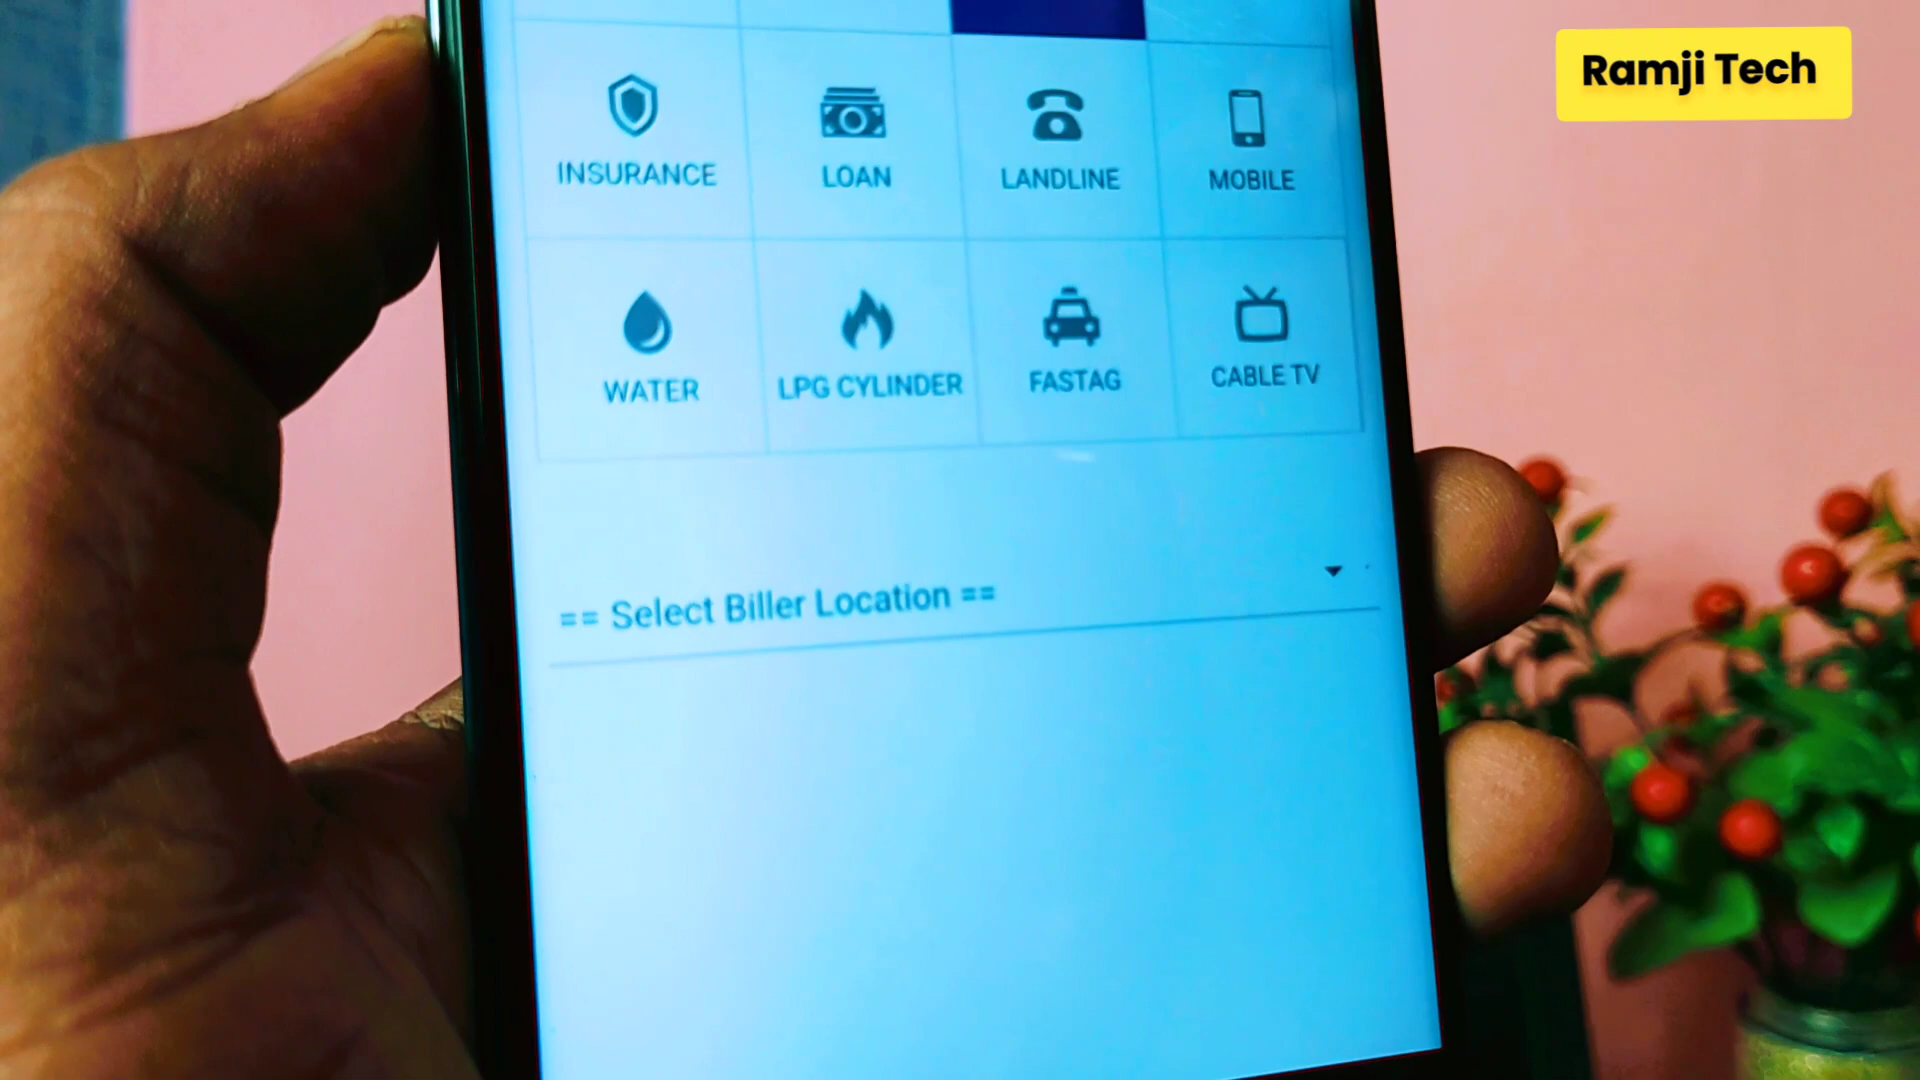 Ramji Tech
INSURANCE
LOAN
LANDLINE
MOBILE
WATER
LPG CYLINDER
FASTAG
CABLE TV
== Select Biller Location ==